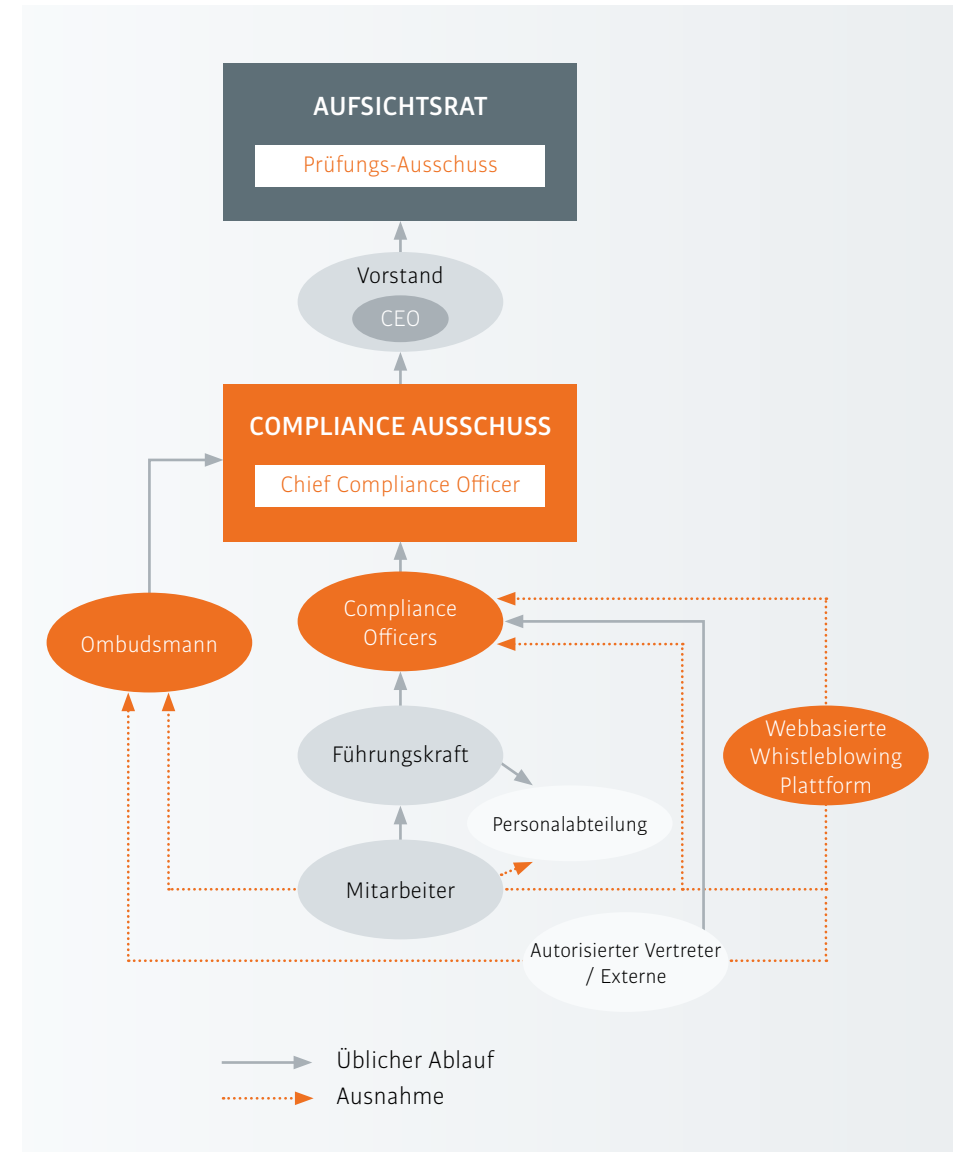 AUFSICHTSRAT
Prüfungs-Ausschuss
Vorstand
CEO
COMPLIANCE AUSSCHUSS
Chief Compliance Officer
Compliance
Officers
Ombudsmann
Webbasierte
Whistleblowing
Plattform
Führungskraft
Personalabteilung
Mitarbeiter
Autorisierter Vertreter
/ Externe
Üblicher Ablauf
Ausnahme